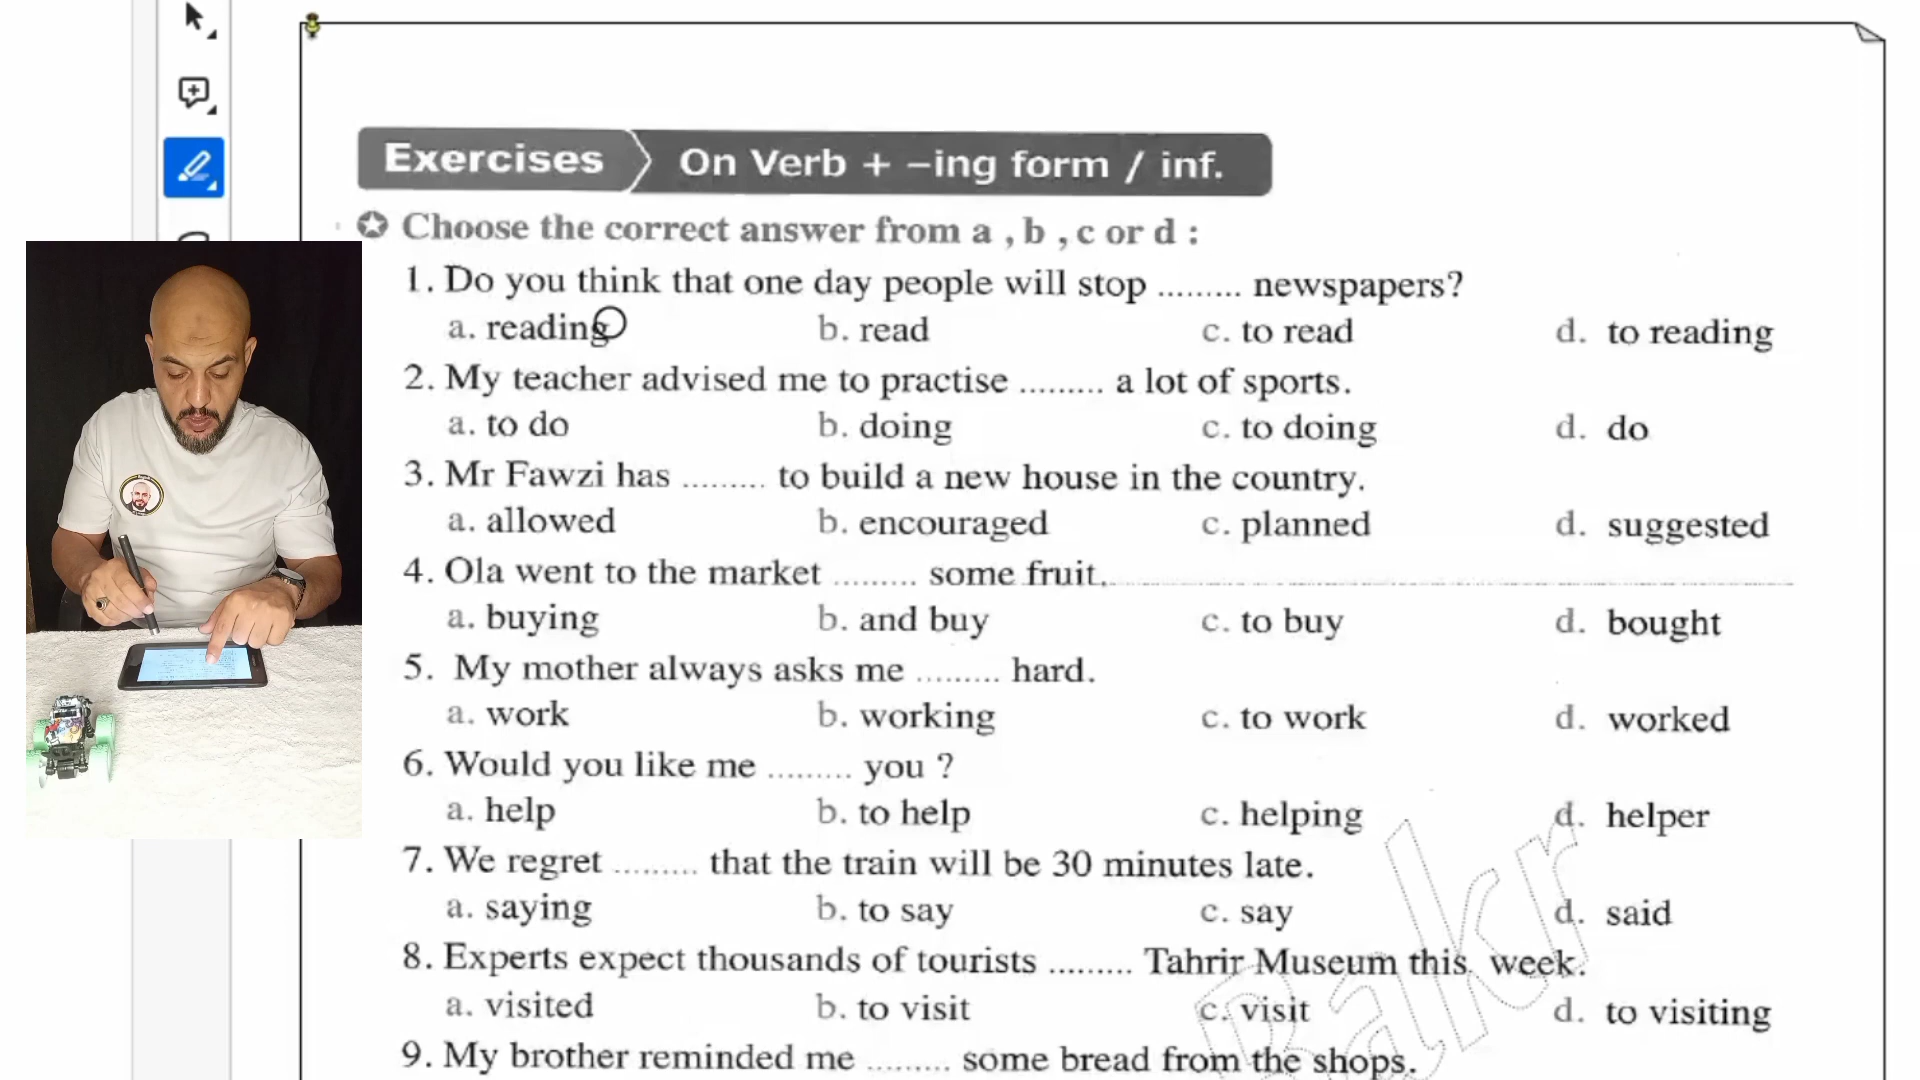 Exercises On Verb + –ing form / inf.
Choose the correct answer from a , b , c or d :
1. Do you think that one day people will stop ......... newspapers?
a. reading b. read c. to read d. to reading
2. My teacher advised me to practise ......... a lot of sports.
a. to do b. doing c. to doing d. do
3. Mr Fawzi has ......... to build a new house in the country.
a. allowed b. encouraged c. planned d. suggested
4. Ola went to the market ......... some fruit.
a. buying b. and buy c. to buy d. bought
5. My mother always asks me ......... hard.
a. work b. working c. to work d. worked
6. Would you like me ......... you ?
a. help b. to help c. helping d. helper
7. We regret ......... that the train will be 30 minutes late.
a. saying b. to say c. say d. said
8. Experts expect thousands of tourists ......... Tahrir Museum this week.
a. visited b. to visit c. visit d. to visiting
9. My brother reminded me ......... some bread from the shops.
Bakr